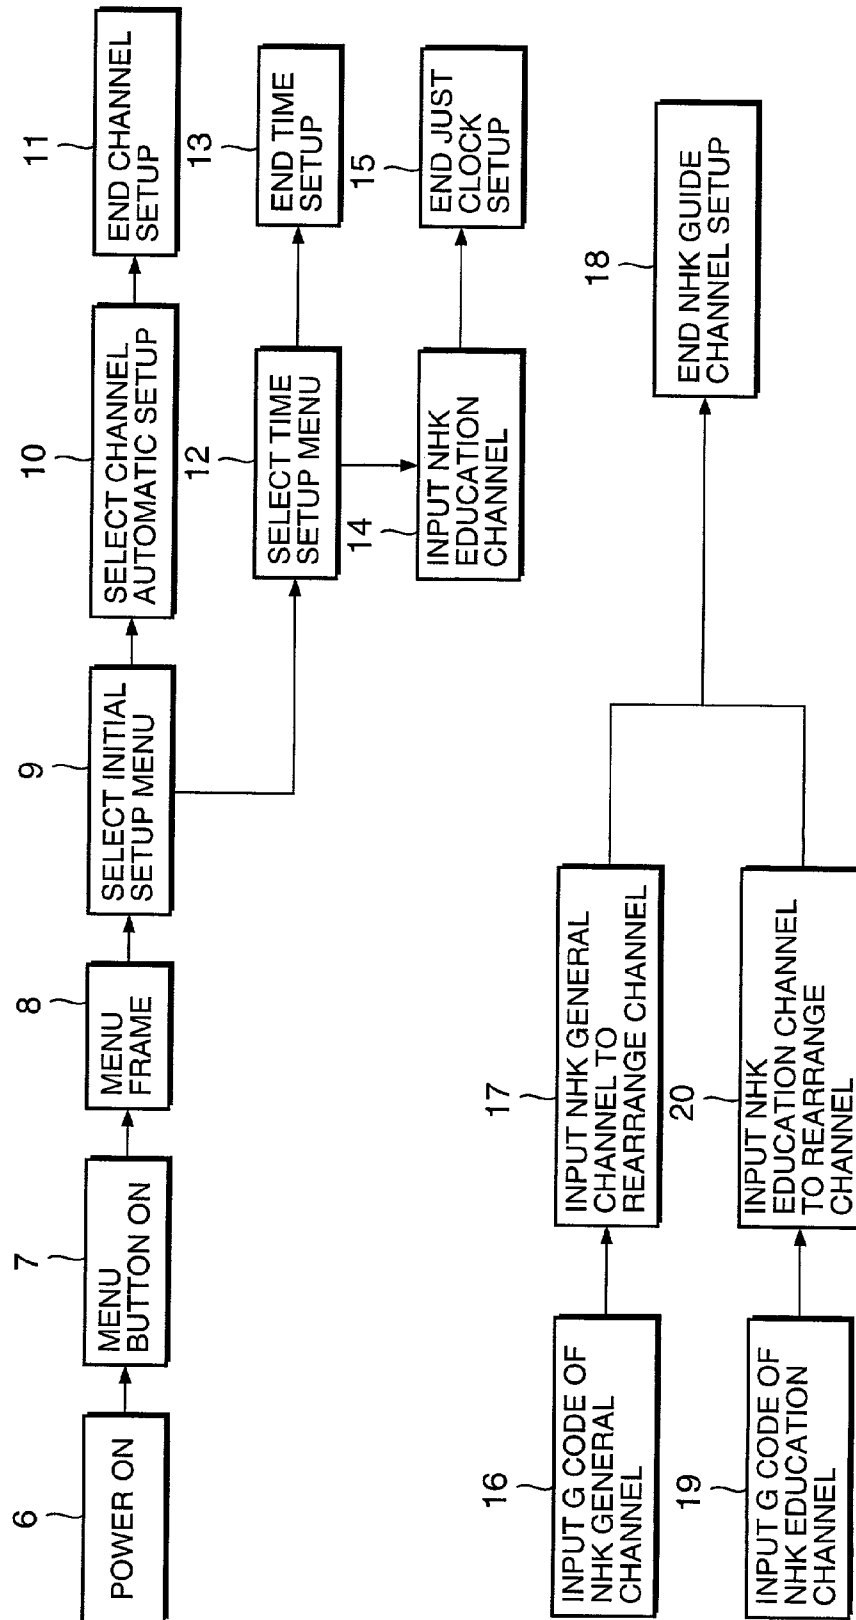 6
POWER ON
7
MENU
BUTTON ON
8
MENU
FRAME
9
SELECT INITIAL
SETUP MENU
10
SELECT CHANNEL
AUTOMATIC SETUP
11
END CHANNEL
SETUP
12
SELECT TIME
SETUP MENU
13
END TIME
SETUP
14
INPUT NHK
EDUCATION
CHANNEL
15
END JUST
CLOCK
SETUP
16
INPUT G CODE OF
NHK GENERAL
CHANNEL
17
INPUT NHK GENERAL
CHANNEL TO
REARRANGE CHANNEL
18
END NHK GUIDE
CHANNEL SETUP
19
INPUT G CODE OF
NHK EDUCATION
CHANNEL
20
INPUT NHK
EDUCATION CHANNEL
TO REARRANGE
CHANNEL